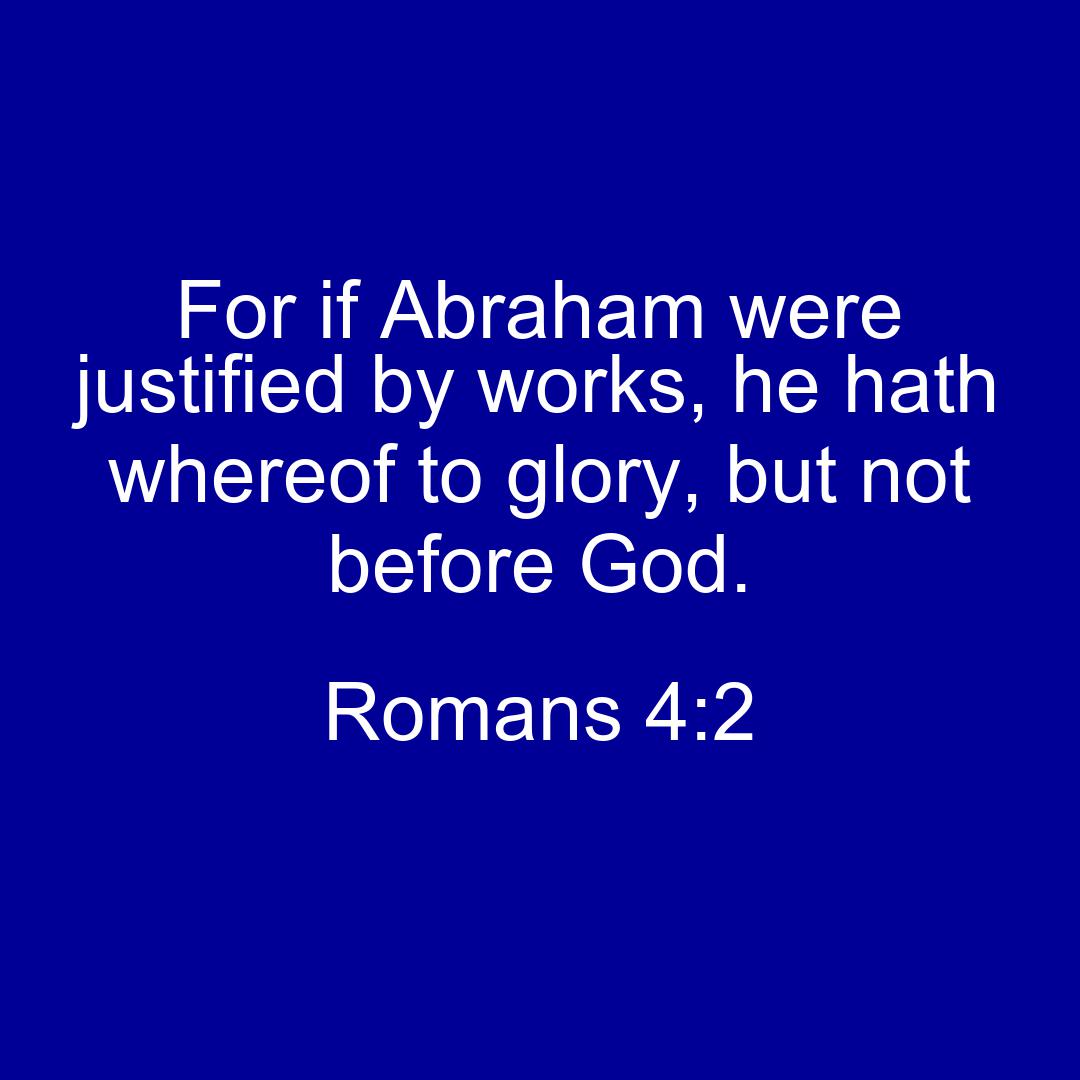 For if Abraham were
justified by works, he hath
whereof to glory, but not
before God.
Romans 4:2